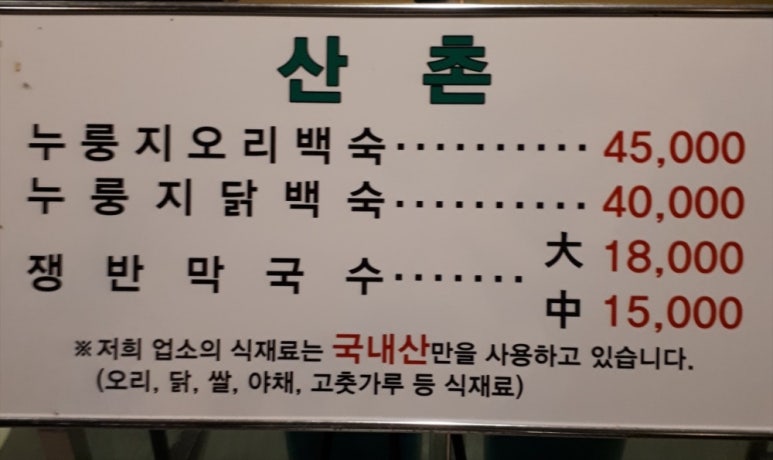 산 촌
누룽지오리백숙·········· 45,000
누룽지닭백숙·········· 40,000
쟁반막국수······· 大 18,000
中 15,000
※저희 업소의 식재료는 국내산만을 사용하고 있습니다.
(오리, 닭, 쌀, 야채, 고춧가루 등 식재료)